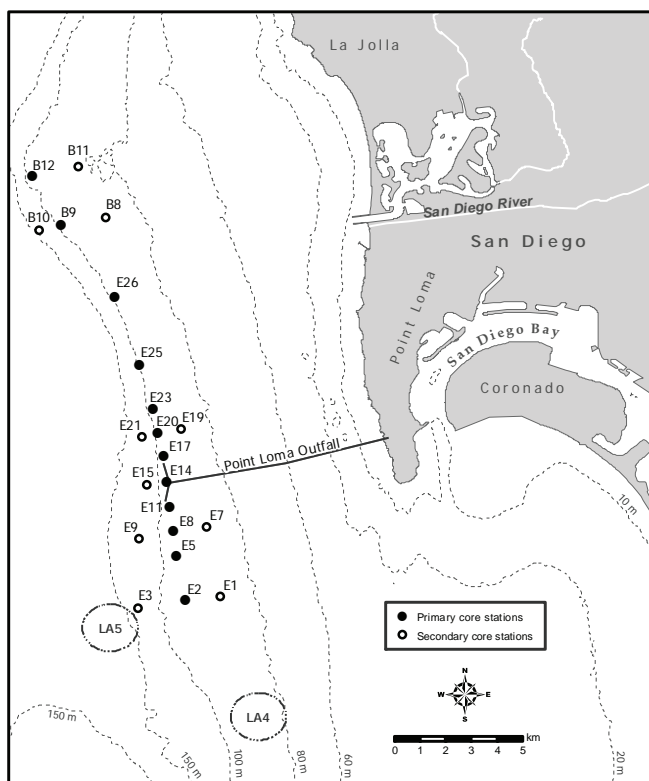 La Jolla
B11
B12
B8
B10
B9
San Diego River
San Diego
E26
Point Loma
San Diego Bay
E25
Coronado
E23
E19
E20
E21
E17
Point Loma Outfall
E14
E15
E11
10 m
E7
E9
E8
E5
E1
E2
E3
Primary core stations
LA5
Secondary core stations
N
W
E
S
LA4
150 m
km
0 1 2 3 4 5
150 m
100 m
80 m
60 m
20 m